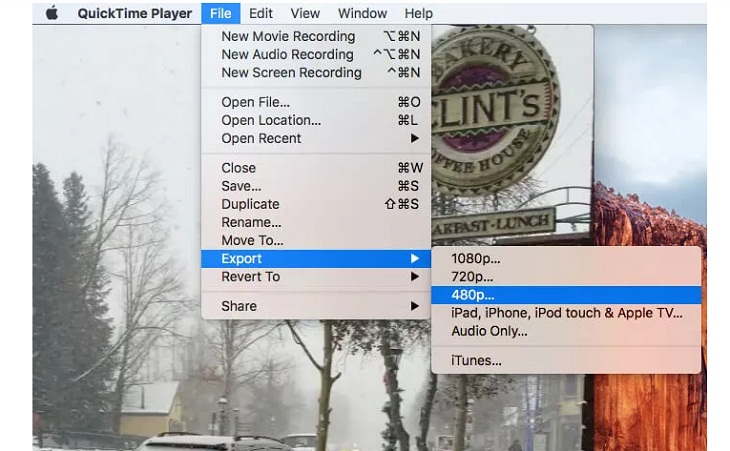 QuickTime Player File Edit View Window Help
New Movie Recording ⌥⌘N
New Audio Recording ^⌥⌘N
New Screen Recording ^⌘N
Open File... ⌘O
Open Location... ⌘L
Open Recent
Close ⌘W
Save... ⌘S
Duplicate ⇧⌘S
Rename...
Move To...
Export
Revert To
Share
BAKERY
CLINT'S
COFFEE HOUSE
AKFAST-LUNCH
1080p...
720p...
480p...
iPad, iPhone, iPod touch & Apple TV...
Audio Only...
iTunes...